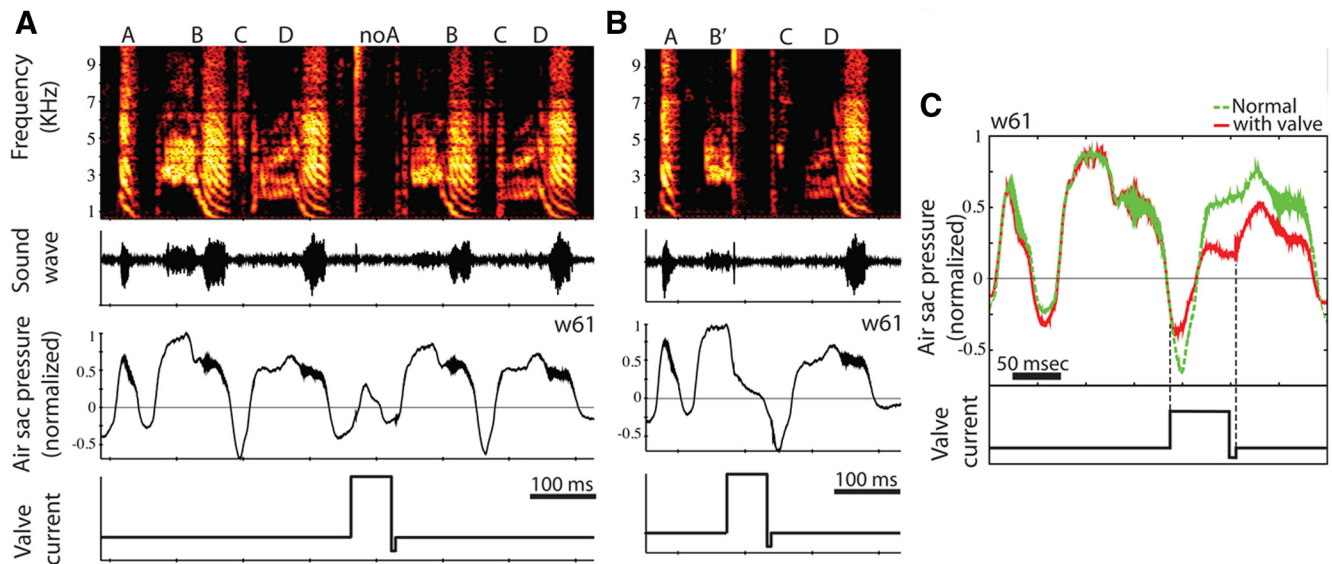 A
A B C D noA B C D
Frequency
(KHz)
9
7
5
3
1
Sound
wave
Air sac pressure
(normalized)
w61
1
0.5
0
-0.5
Valve
current
100 ms
B
A B’ C D
9
7
5
3
1
w61
1
0.5
0
-0.5
100 ms
C
Normal
with valve
w61
Air sac pressure
(normalized)
1
0.5
0
-0.5
50 msec
Valve
current